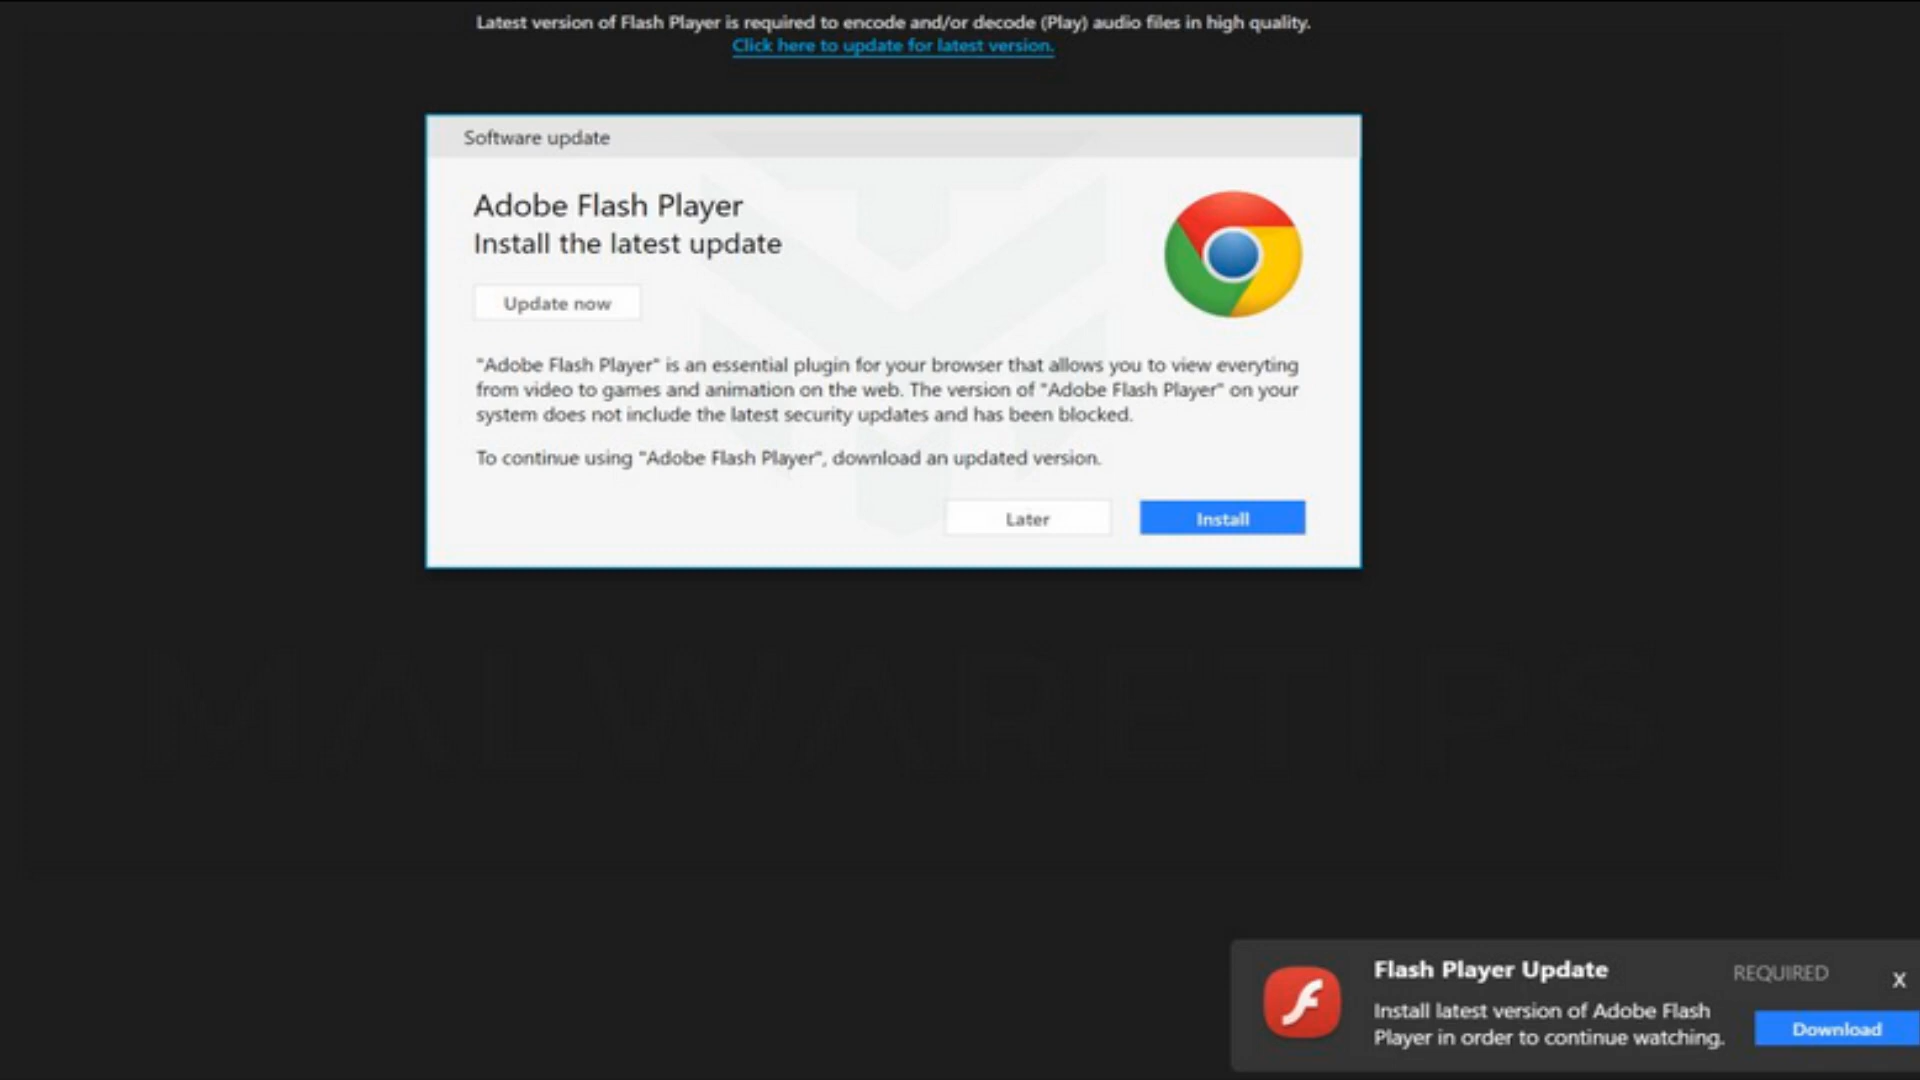 Latest version of Flash Player is required to encode and/or decode (Play) audio files in high quality.
Click here to update for latest version.
Software update
Adobe Flash Player
Install the latest update
Update now
"Adobe Flash Player" is an essential plugin for your browser that allows you to view everyting
from video to games and animation on the web. The version of "Adobe Flash Player" on your
system does not include the latest security updates and has been blocked.
To continue using "Adobe Flash Player", download an updated version.
Later
Install
MALWARETIPS
Flash Player Update
REQUIRED
X
Install latest version of Adobe Flash
Player in order to continue watching.
Download